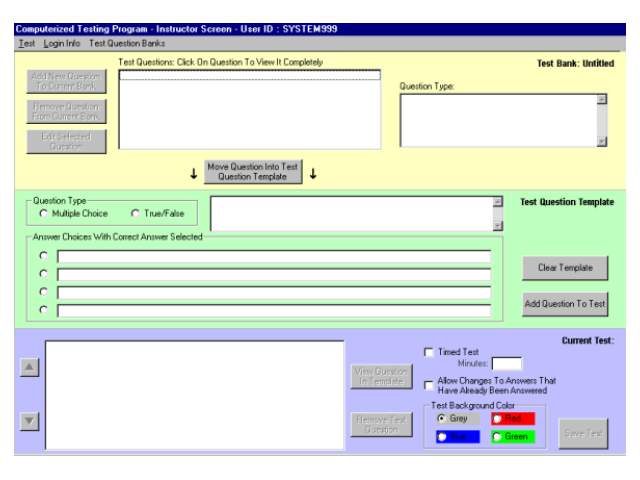 Computerized Testing Program - Instructor Screen - User ID : SYSTEM999
Test Login Info Test Question Banks
Test Questions: Click On Question To View It Completely
Test Bank: Untitled
Add New Question
To Current Bank
Remove Question
From Current Bank
Edit Selected
Question
Question Type:
↓ Move Question Into Test
Question Template ↓
Question Type
Multiple Choice True/False
Test Question Template
Answer Choices With Correct Answer Selected
Clear Template
Add Question To Test
Current Test:
View Question
In Template
Remove Test
Question
Timed Test
Minutes:
Allow Changes To Answers That
Have Already Been Answered
Test Background Color
Grey Red
Blue Green
Save Test